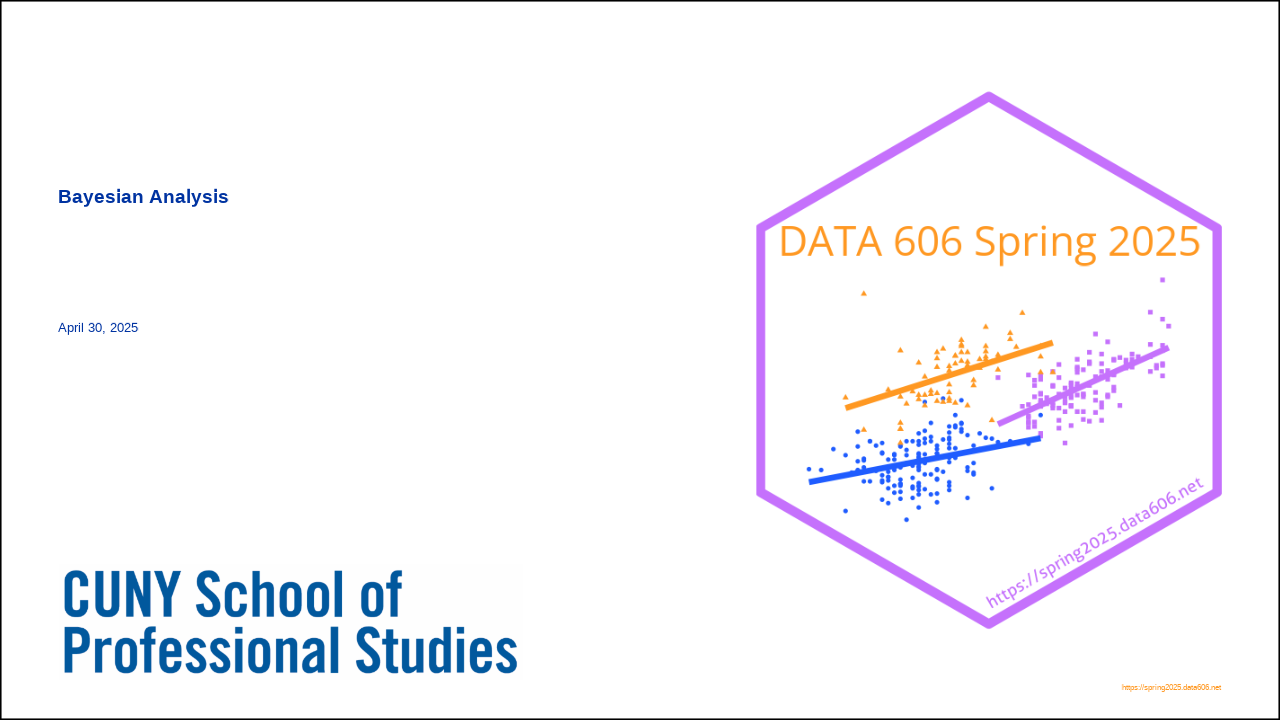 Bayesian Analysis
April 30, 2025
DATA 606 Spring 2025
https://spring2025.data606.net
CUNY School of
Professional Studies
https://spring2025.data606.net